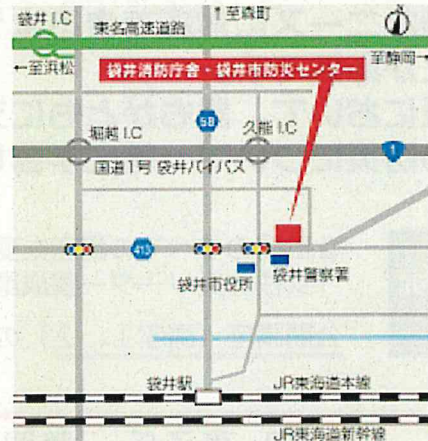 袋井 I.C
東名高速道路
↑至森町
←至浜松
至静岡→
袋井消防庁舎・袋井市防災センター
堀越 I.C
58
久能 I.C
1
国道1号 袋井バイパス
413
袋井市役所
袋井警察署
袋井駅
JR東海道本線
JR東海道新幹線